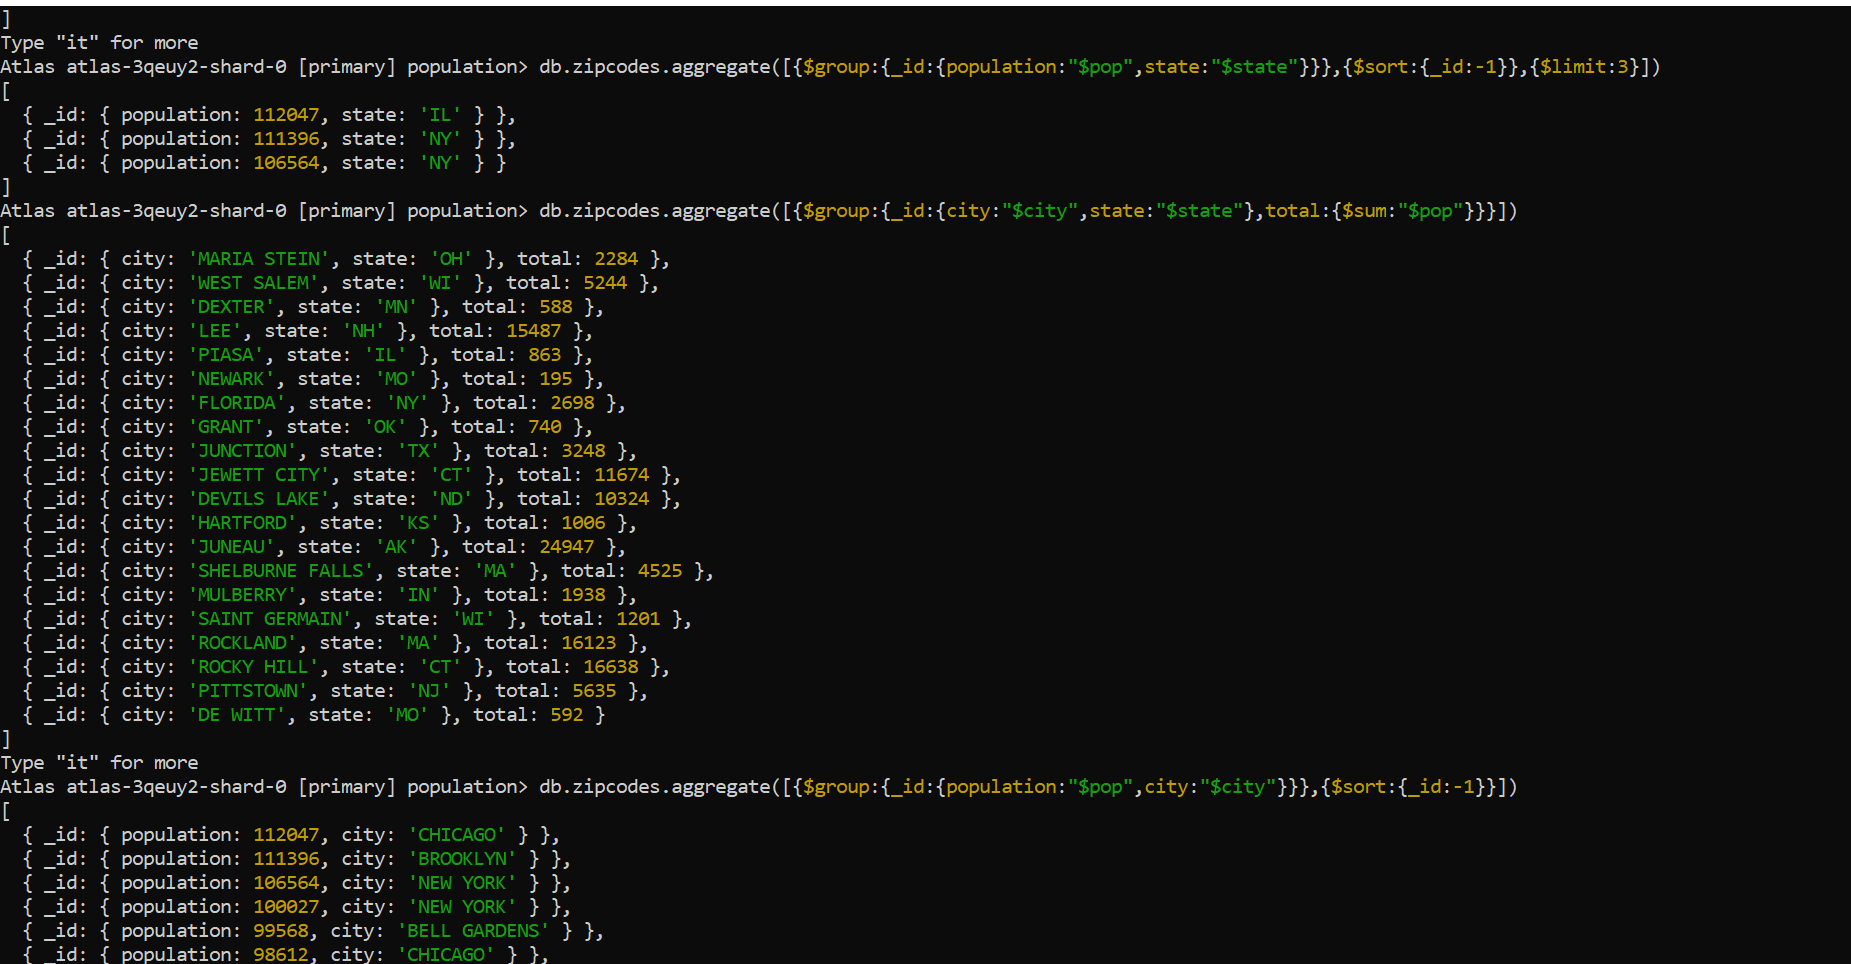 ]
Type "it" for more
Atlas atlas-3qeuy2-shard-0 [primary] population> db.zipcodes.aggregate([{$group:{_id:{population:"$pop",state:"$state"}}},{$sort:{_id:-1}},{$limit:3}])
[
  { _id: { population: 112047, state: 'IL' } },
  { _id: { population: 111396, state: 'NY' } },
  { _id: { population: 106564, state: 'NY' } }
]
Atlas atlas-3qeuy2-shard-0 [primary] population> db.zipcodes.aggregate([{$group:{_id:{city:"$city",state:"$state"},total:{$sum:"$pop"}}}])
[
  { _id: { city: 'MARIA STEIN', state: 'OH' }, total: 2284 },
  { _id: { city: 'WEST SALEM', state: 'WI' }, total: 5244 },
  { _id: { city: 'DEXTER', state: 'MN' }, total: 588 },
  { _id: { city: 'LEE', state: 'NH' }, total: 15487 },
  { _id: { city: 'PIASA', state: 'IL' }, total: 863 },
  { _id: { city: 'NEWARK', state: 'MO' }, total: 195 },
  { _id: { city: 'FLORIDA', state: 'NY' }, total: 2698 },
  { _id: { city: 'GRANT', state: 'OK' }, total: 740 },
  { _id: { city: 'JUNCTION', state: 'TX' }, total: 3248 },
  { _id: { city: 'JEWETT CITY', state: 'CT' }, total: 11674 },
  { _id: { city: 'DEVILS LAKE', state: 'ND' }, total: 10324 },
  { _id: { city: 'HARTFORD', state: 'KS' }, total: 1006 },
  { _id: { city: 'JUNEAU', state: 'AK' }, total: 24947 },
  { _id: { city: 'SHELBURNE FALLS', state: 'MA' }, total: 4525 },
  { _id: { city: 'MULBERRY', state: 'IN' }, total: 1938 },
  { _id: { city: 'SAINT GERMAIN', state: 'WI' }, total: 1201 },
  { _id: { city: 'ROCKLAND', state: 'MA' }, total: 16123 },
  { _id: { city: 'ROCKY HILL', state: 'CT' }, total: 16638 },
  { _id: { city: 'PITTSTOWN', state: 'NJ' }, total: 5635 },
  { _id: { city: 'DE WITT', state: 'MO' }, total: 592 }
]
Type "it" for more
Atlas atlas-3qeuy2-shard-0 [primary] population> db.zipcodes.aggregate([{$group:{_id:{population:"$pop",city:"$city"}}},{$sort:{_id:-1}}])
[
  { _id: { population: 112047, city: 'CHICAGO' } },
  { _id: { population: 111396, city: 'BROOKLYN' } },
  { _id: { population: 106564, city: 'NEW YORK' } },
  { _id: { population: 100027, city: 'NEW YORK' } },
  { _id: { population: 99568, city: 'BELL GARDENS' } },
  { _id: { population: 98612, city: 'CHICAGO' } },